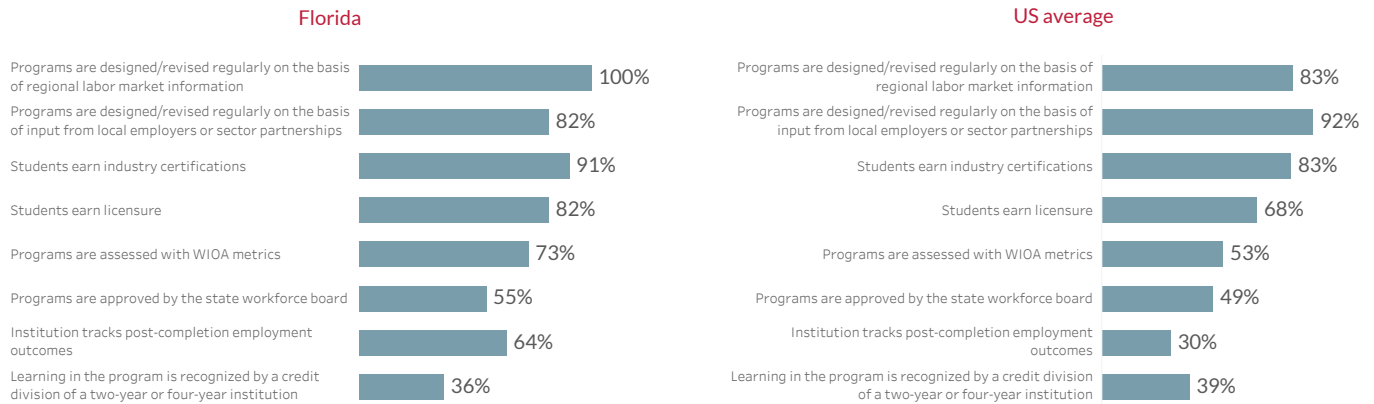 Florida
Programs are designed/revised regularly on the basis
of regional labor market information
100%
Programs are designed/revised regularly on the basis
of input from local employers or sector partnerships
82%
Students earn industry certifications
91%
Students earn licensure
82%
Programs are assessed with WIOA metrics
73%
Programs are approved by the state workforce board
55%
Institution tracks post-completion employment
outcomes
64%
Learning in the program is recognized by a credit
division of a two-year or four-year institution
36%
US average
Programs are designed/revised regularly on the basis of
regional labor market information
83%
Programs are designed/revised regularly on the basis of
input from local employers or sector partnerships
92%
Students earn industry certifications
83%
Students earn licensure
68%
Programs are assessed with WIOA metrics
53%
Programs are approved by the state workforce board
49%
Institution tracks post-completion employment
outcomes
30%
Learning in the program is recognized by a credit division
of a two-year or four-year institution
39%